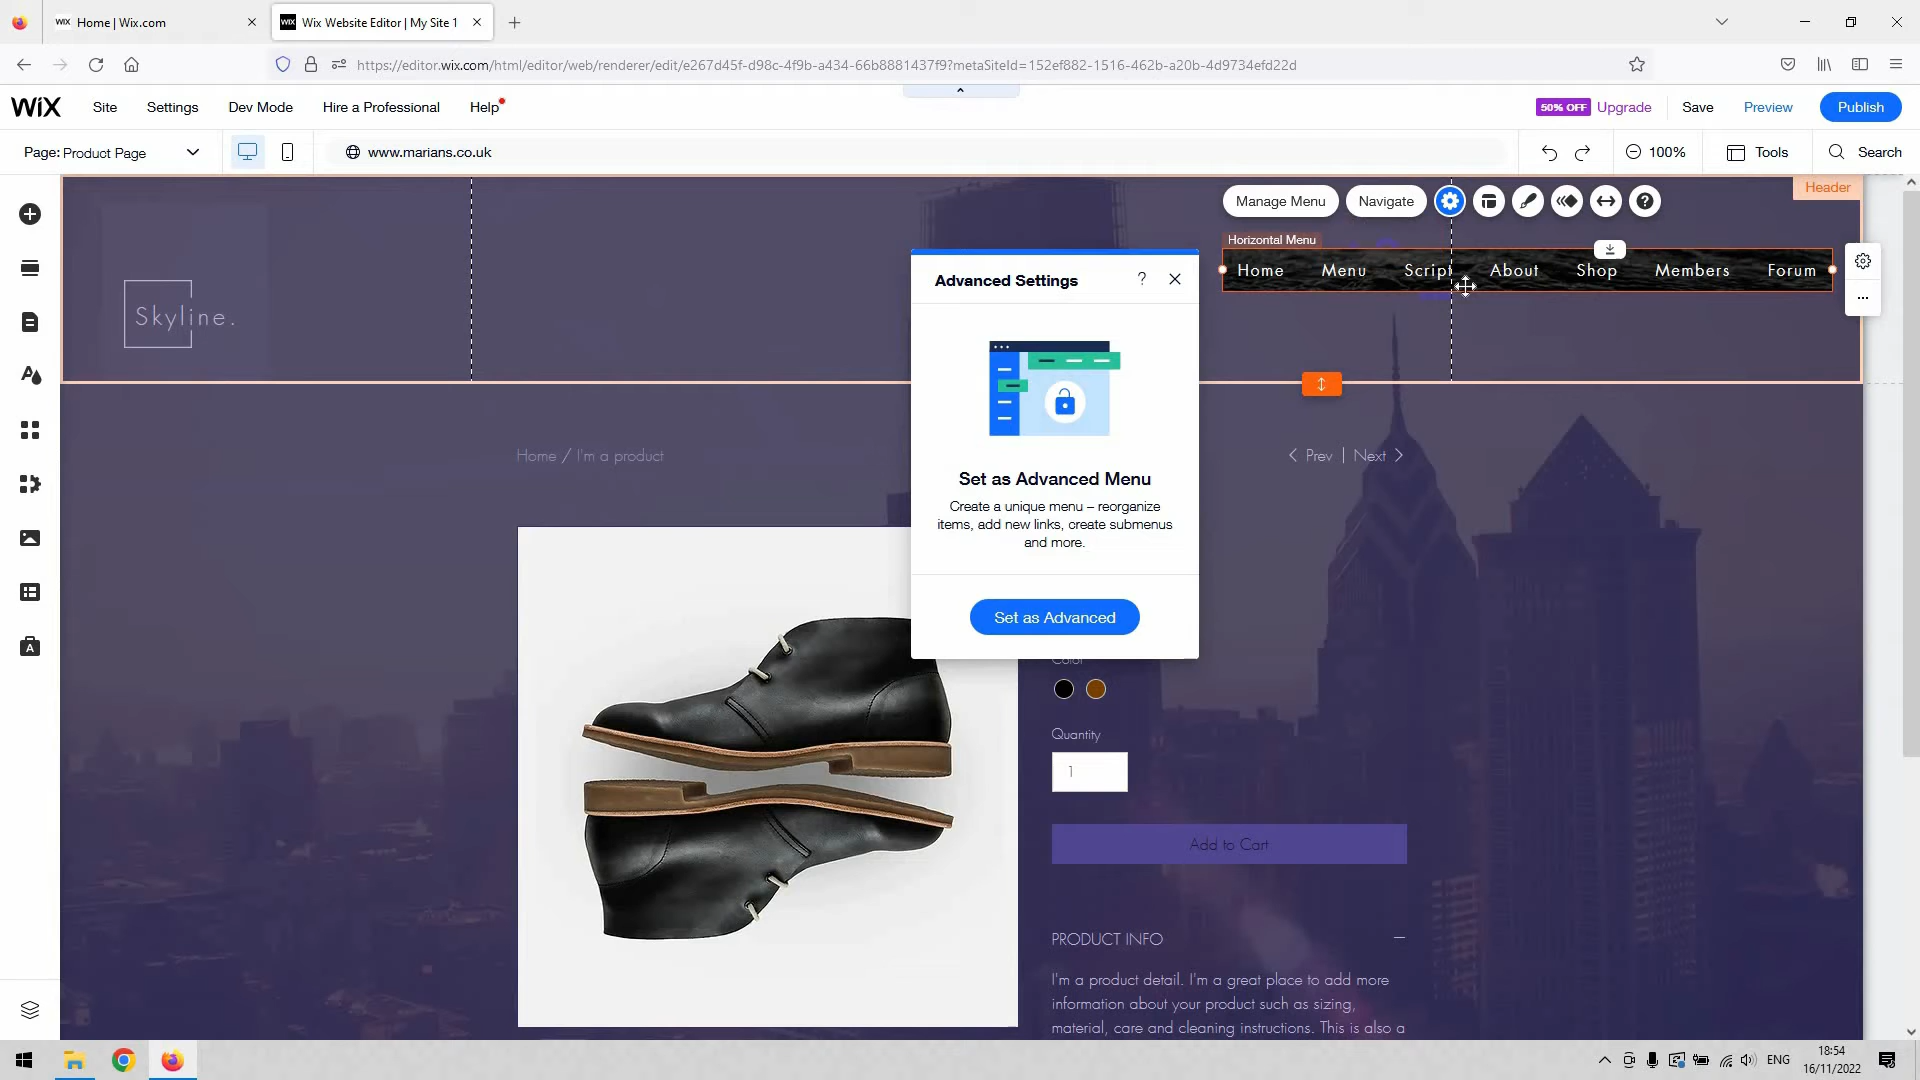 Home | Wix.com
Wix Website Editor | My Site 1
https://editor.wix.com/html/editor/web/renderer/edit/e267d45f-d98c-4f9b-a434-66b8881437f9?metaSiteId=152ef882-1516-462b-a20b-4d9734efd22d
WIX
Site
Settings
Dev Mode
Hire a Professional
Help
50% OFF
Upgrade
Save
Preview
Publish
Page: Product Page
www.marians.co.uk
100%
Tools
Search
Header
Manage Menu
Navigate
Horizontal Menu
Home
Menu
Script
About
Shop
Members
Forum
Skyline.
Advanced Settings
?
Set as Advanced Menu
Create a unique menu – reorganize
items, add new links, create submenus
and more.
Set as Advanced
Home / I'm a product
Prev | Next
Color
Quantity
1
Add to Cart
PRODUCT INFO
I'm a product detail. I'm a great place to add more
information about your product such as sizing,
material, care and cleaning instructions. This is also a
ENG
18:54
16/11/2022